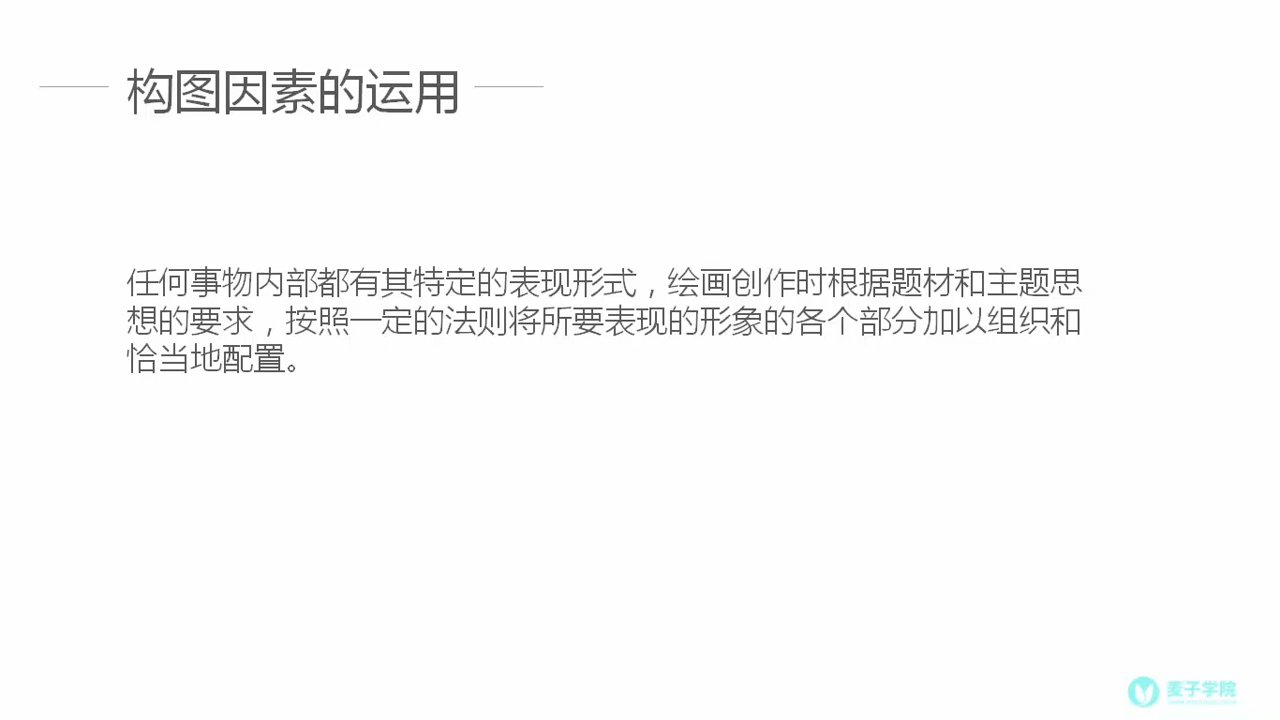 构图因素的运用
任何事物内部都有其特定的表现形式，绘画创作时根据题材和主题思
想的要求，按照一定的法则将所要表现的形象的各个部分加以组织和
恰当地配置。
麦子学院